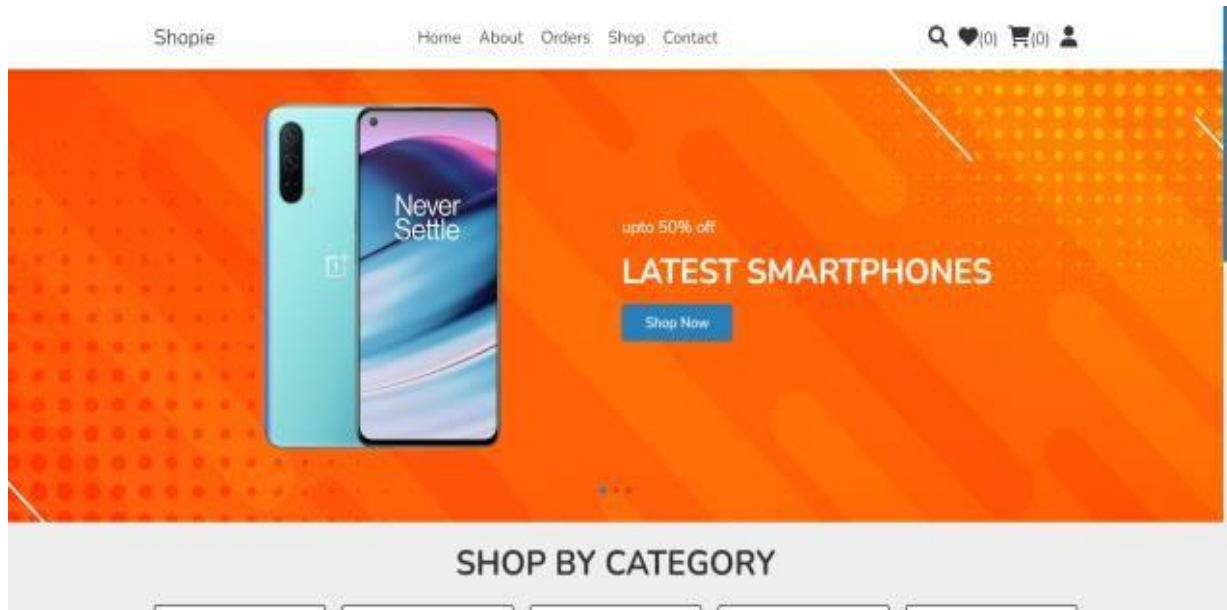 Shopie
Home About Orders Shop Contact
(0) (0)
Never
Settle
upto 50% off
LATEST SMARTPHONES
Shop Now
SHOP BY CATEGORY